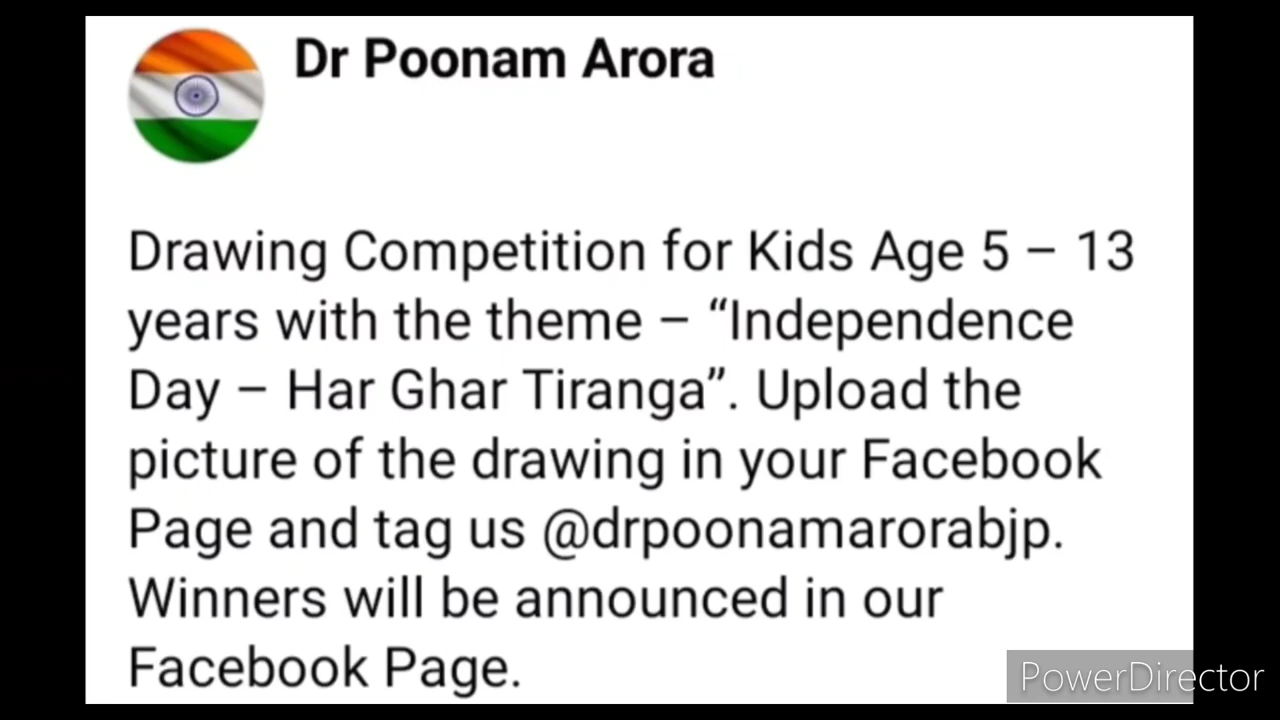 Dr Poonam Arora
Drawing Competition for Kids Age 5 – 13
years with the theme – “Independence
Day – Har Ghar Tiranga”. Upload the
picture of the drawing in your Facebook
Page and tag us @drpoonamarorabjp.
Winners will be announced in our
Facebook Page.
PowerDirector